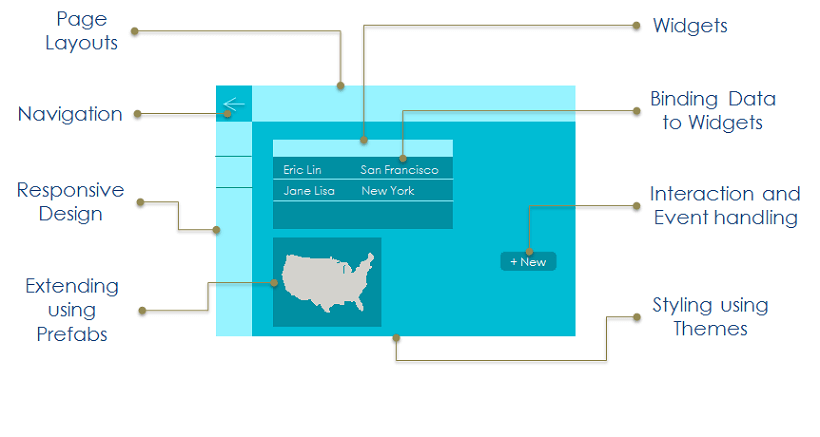 Page
Layouts
Widgets
Navigation
Binding Data
to Widgets
Eric Lin San Francisco
Jane Lisa New York
Responsive
Design
Interaction and
Event handling
+ New
Extending
using
Prefabs
Styling using
Themes